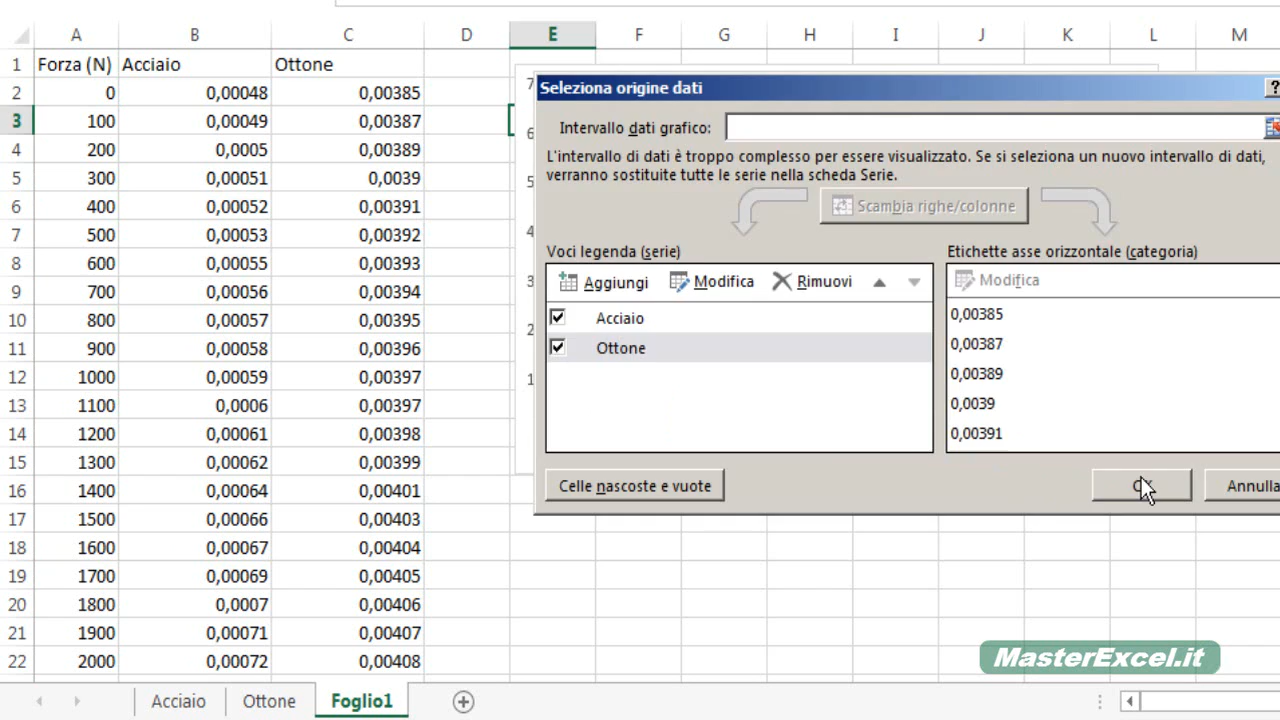 A B C D E F G H I J K L M
1 Forza (N) Acciaio Ottone
2 0 0,00048 0,00385
3 100 0,00049 0,00387
4 200 0,0005 0,00389
5 300 0,00051 0,0039
6 400 0,00052 0,00391
7 500 0,00053 0,00392
8 600 0,00055 0,00393
9 700 0,00056 0,00394
10 800 0,00057 0,00395
11 900 0,00058 0,00396
12 1000 0,00059 0,00397
13 1100 0,0006 0,00397
14 1200 0,00061 0,00398
15 1300 0,00062 0,00399
16 1400 0,00064 0,00401
17 1500 0,00066 0,00403
18 1600 0,00067 0,00404
19 1700 0,00069 0,00405
20 1800 0,0007 0,00406
21 1900 0,00071 0,00407
22 2000 0,00072 0,00408
7
6
5
4
3
2
1
Seleziona origine dati ?
Intervallo dati grafico:
L'intervallo di dati è troppo complesso per essere visualizzato. Se si seleziona un nuovo intervallo di dati,
verranno sostituite tutte le serie nella scheda Serie.
Scambia righe/colonne
Voci legenda (serie)
Aggiungi Modifica Rimuovi
Acciaio
Ottone
Etichette asse orizzontale (categoria)
Modifica
0,00385
0,00387
0,00389
0,0039
0,00391
Celle nascoste e vuote
Annulla
MasterExcel.it
Acciaio Ottone Foglio1